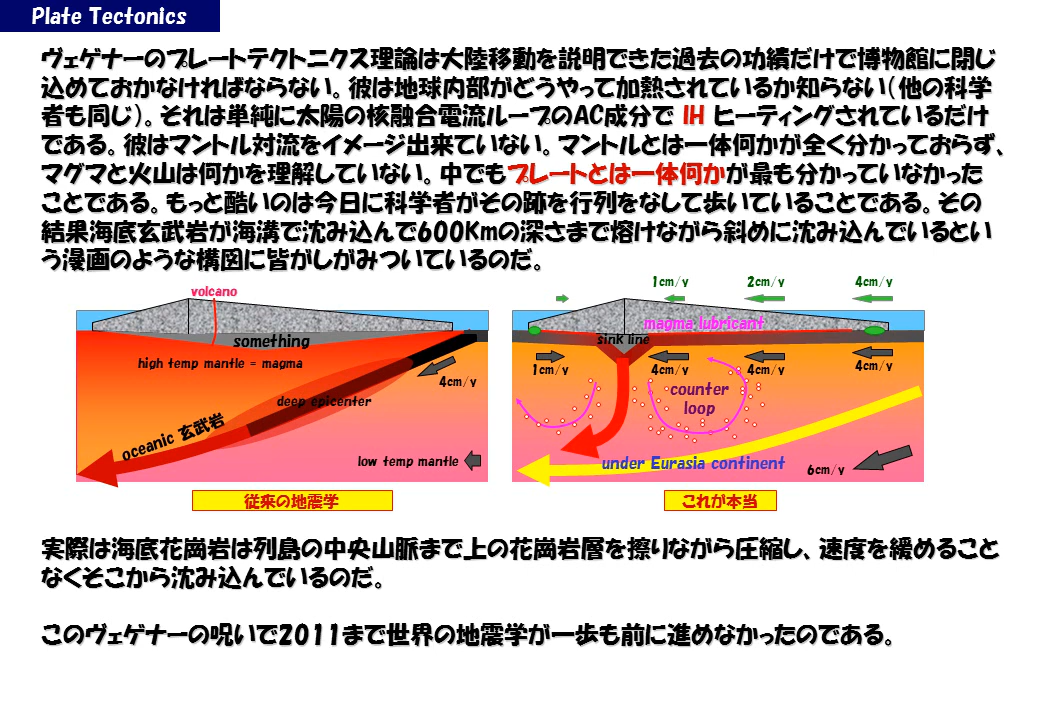 Plate Tectonics
ヴェゲナーのプレートテクトニクス理論は大陸移動を説明できた過去の功績だけで博物館に閉じ
込めておかなければならない。彼は地球内部がどうやって加熱されているか知らない(他の科学
者も同じ)。それは単純に太陽の核融合電流ループのAC成分で IH ヒーティングされているだけ
である。彼はマントル対流をイメージ出来ていない。マントルとは一体何かが全く分かっておらず、
マグマと火山は何かを理解していない。中でもプレートとは一体何かが最も分かっていなかった
ことである。もっと酷いのは今日に科学者がその跡を行列をなして歩いていることである。その
結果海底玄武岩が海溝で沈み込んで600Kmの深さまで熔けながら斜めに沈み込んでいるとい
う漫画のような構図に皆がしがみついているのだ。
volcano
something
high temp mantle = magma
4cm/y
deep epicenter
oceanic 玄武岩
low temp mantle
従来の地震学
1cm/y
2cm/y
4cm/y
magma lubricant
sink line
1cm/y
4cm/y
4cm/y
4cm/y
counter
loop
under Eurasia continent
6cm/y
これが本当
実際は海底花崗岩は列島の中央山脈まで上の花崗岩層を擦りながら圧縮し、速度を緩めること
なくそこから沈み込んでいるのだ。
このヴェゲナーの呪いで2011まで世界の地震学が一歩も前に進めなかったのである。